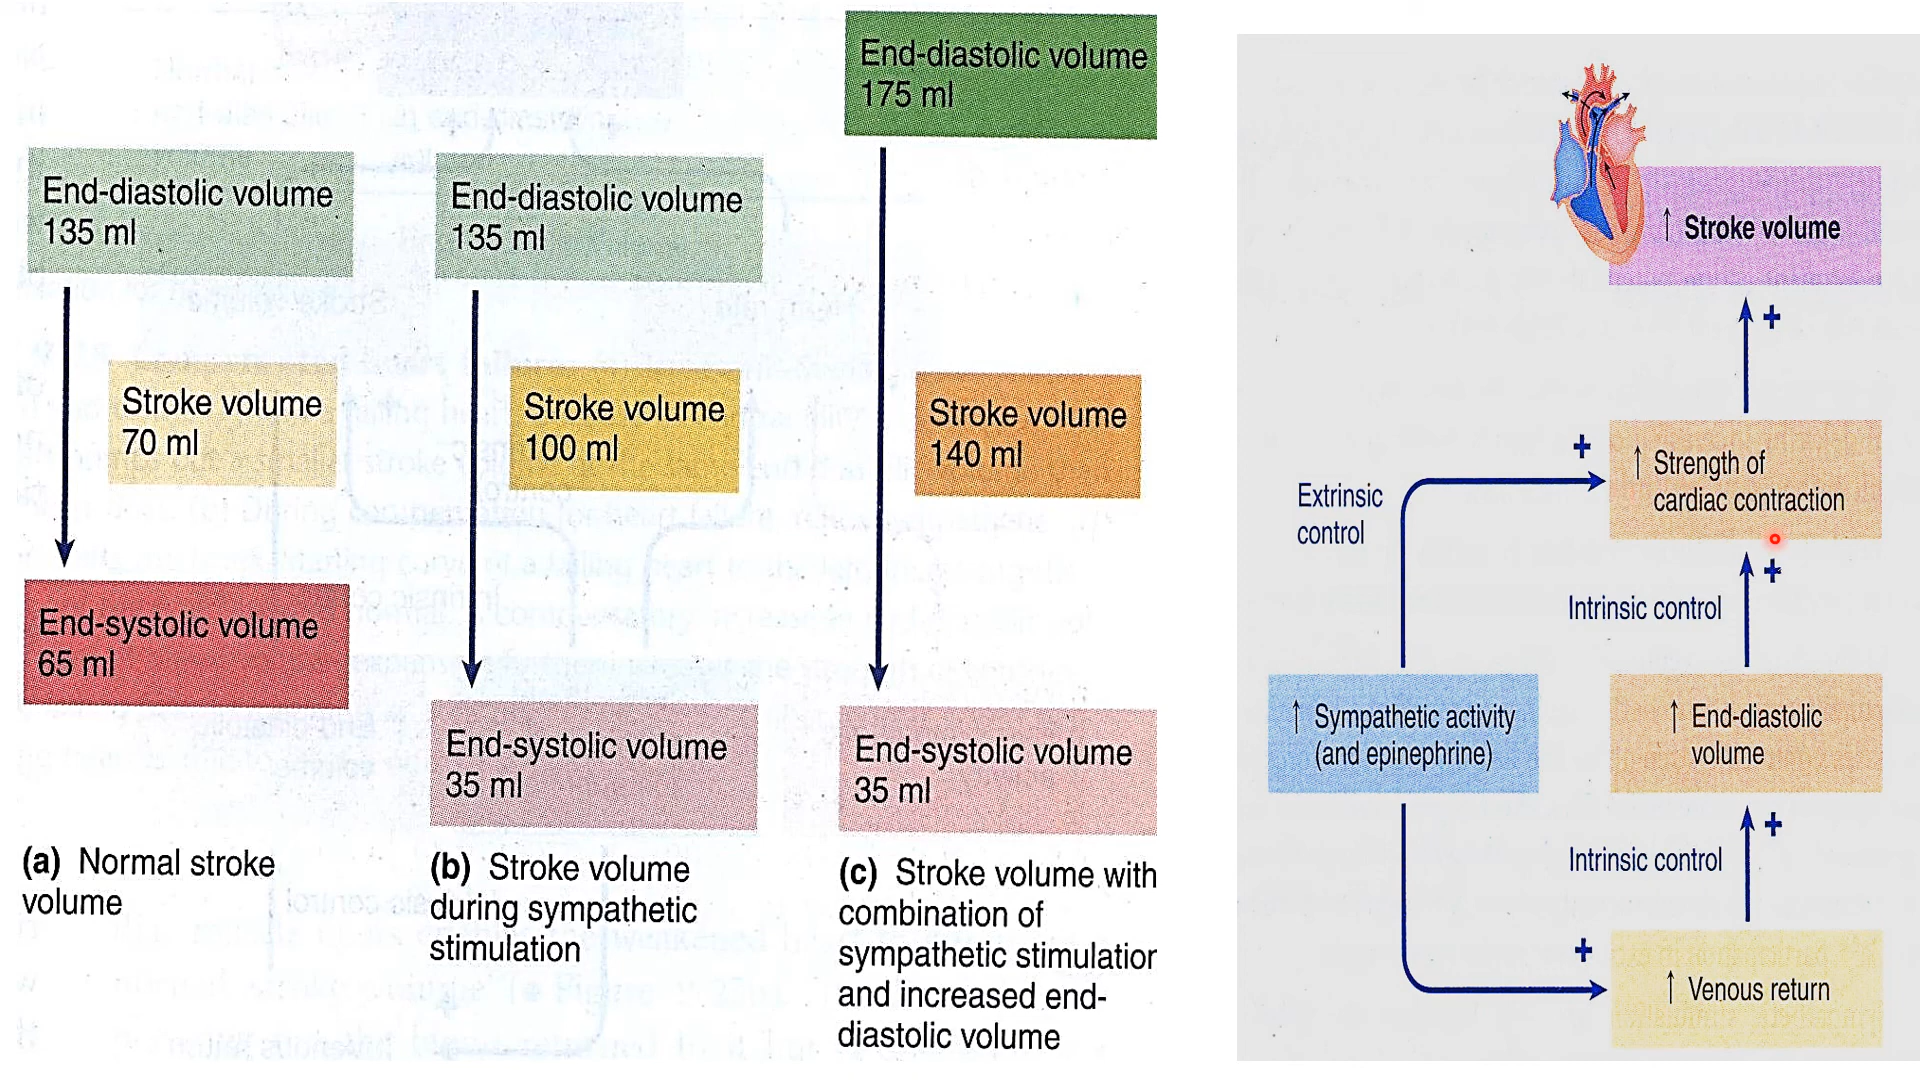 End-diastolic volume
135 ml
Stroke volume
70 ml
End-systolic volume
65 ml
(a) Normal stroke
volume
End-diastolic volume
135 ml
Stroke volume
100 ml
End-systolic volume
35 ml
(b) Stroke volume
during sympathetic
stimulation
End-diastolic volume
175 ml
Stroke volume
140 ml
End-systolic volume
35 ml
(c) Stroke volume with
combination of
sympathetic stimulation
and increased end-
diastolic volume
↑ Stroke volume
+
+
↑ Strength of
cardiac contraction
Extrinsic
control
+
Intrinsic control
↑ Sympathetic activity
(and epinephrine)
↑ End-diastolic
volume
+
Intrinsic control
+
↑ Venous return